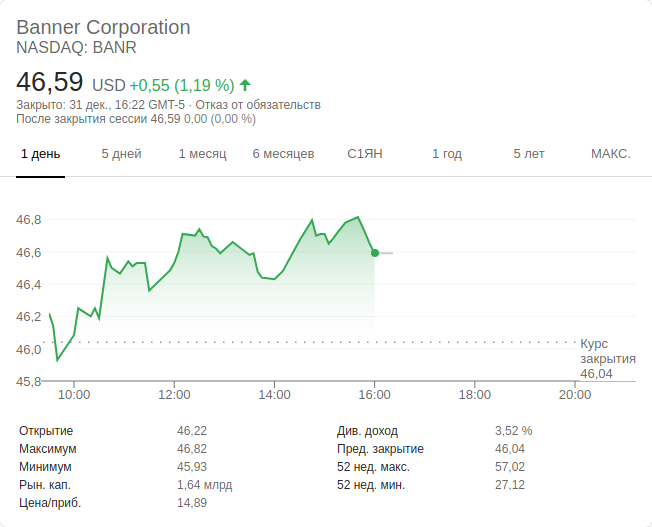 Banner Corporation
NASDAQ: BANR
46,59 USD +0,55 (1,19 %)
Закрыто: 31 дек., 16:22 GMT-5 · Отказ от обязательств
После закрытия сессии 46,59 0,00 (0,00 %)
1 день 5 дней 1 месяц 6 месяцев С1ЯН 1 год 5 лет МАКС.
46,8
46,6
46,4
46,2
46,0
45,8
Курс
закрытия
46,04
10:00 12:00 14:00 16:00 18:00 20:00
Открытие 46,22 Див. доход 3,52 %
Максимум 46,82 Пред. закрытие 46,04
Минимум 45,93 52 нед. макс. 57,02
Рын. кап. 1,64 млрд 52 нед. мин. 27,12
Цена/приб. 14,89